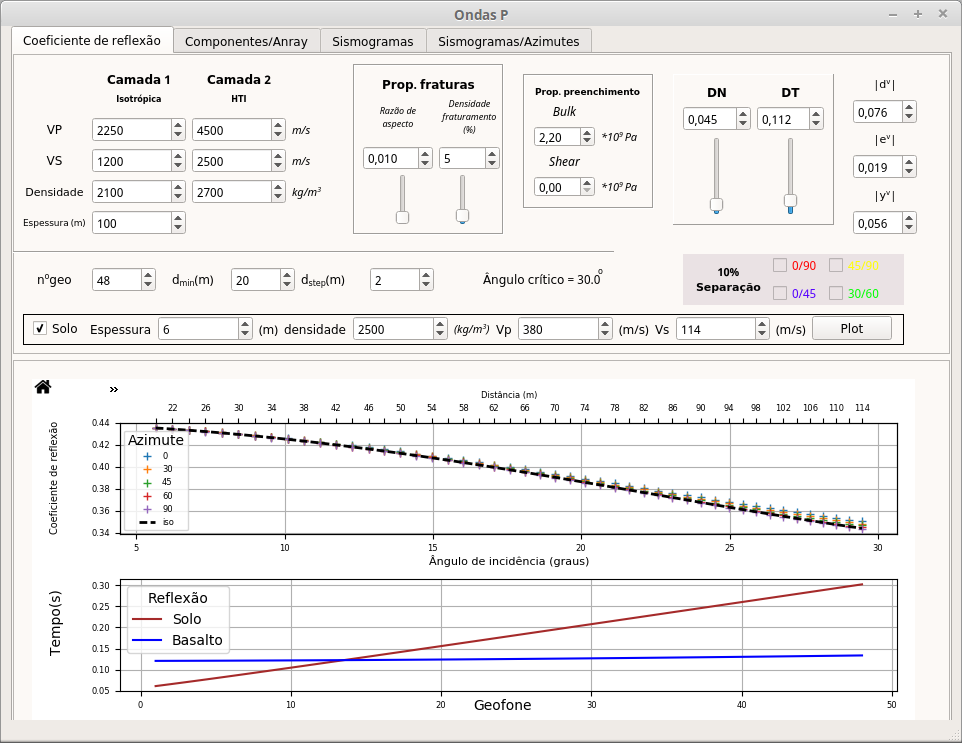 Ondas P
Coeficiente de reflexão Componentes/Anray Sismogramas Sismogramas/Azimutes
Camada 1 Camada 2
Isotrópica HTI
VP 2250 4500 m/s
VS 1200 2500 m/s
Densidade 2100 2700 kg/m³
Espessura (m) 100
Prop. fraturas
Razão de aspecto
Densidade fraturamento (%)
0,010 5
Prop. preenchimento
Bulk
2,20 *10⁹ Pa
Shear
0,00 *10⁹ Pa
DN DT
0,045 0,112
|dᵛ|
0,076
|eᵛ|
0,019
|γᵛ|
0,056
nºgeo 48 dmin(m) 20 dstep(m) 2 Ângulo crítico = 30.0⁰
10% Separação
0/90 45/90
0/45 30/60
Solo Espessura 6 (m) densidade 2500 (kg/m³) Vp 380 (m/s) Vs 114 (m/s) Plot
»
Distância (m)
22 26 30 34 38 42 46 50 54 58 62 66 70 74 78 82 86 90 94 98 102 106 110 114
Coeficiente de reflexão
0.44
0.42
0.40
0.38
0.36
0.34
Azimute
0
30
45
60
90
iso
5 10 15 20 25 30
Ângulo de incidência (graus)
Tempo(s)
0.30
0.25
0.20
0.15
0.10
0.05
Reflexão
Solo
Basalto
0 10 20 30 40 50
Geofone